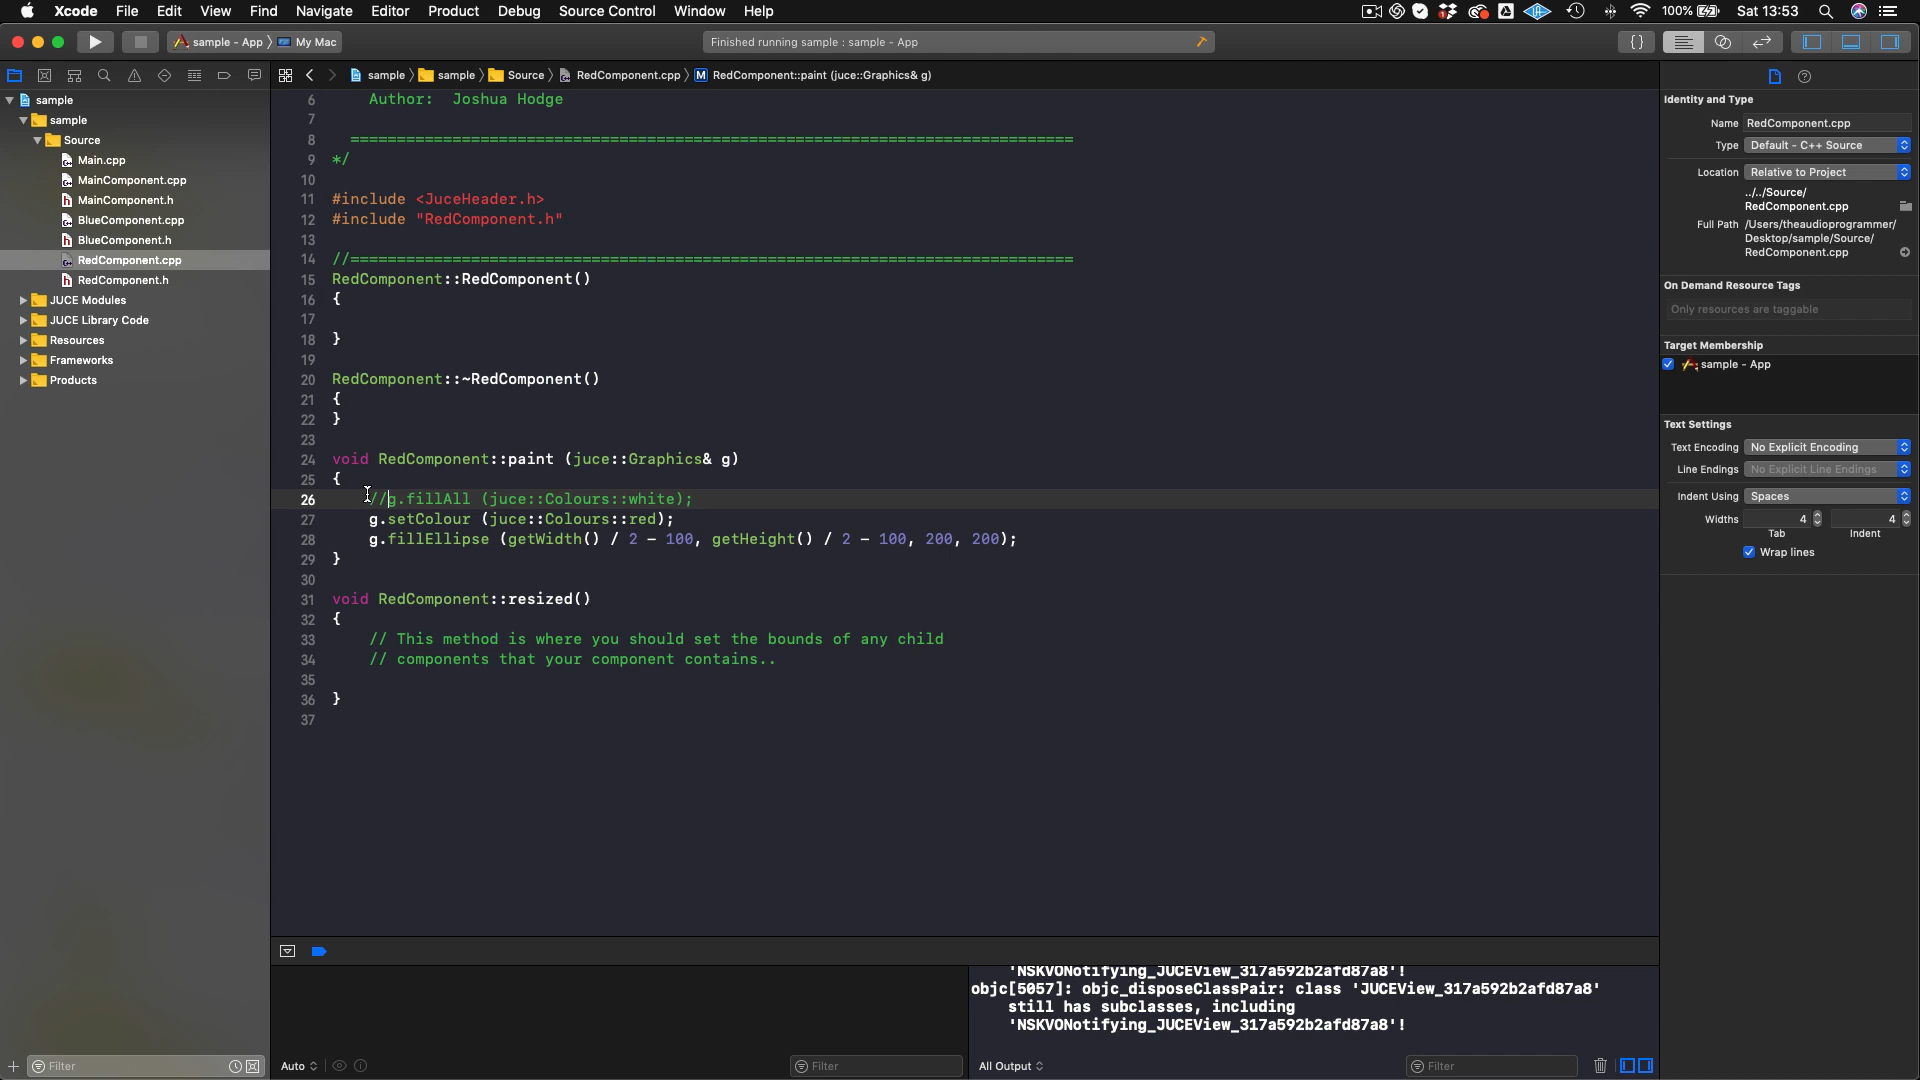 Xcode File Edit View Find Navigate Editor Product Debug Source Control Window Help 100% Sat 13:53
sample - App My Mac Finished running sample : sample - App
sample sample Source RedComponent.cpp M RedComponent::paint (juce::Graphics& g)
sample
sample
Source
Main.cpp
MainComponent.cpp
MainComponent.h
BlueComponent.cpp
BlueComponent.h
RedComponent.cpp
RedComponent.h
JUCE Modules
JUCE Library Code
Resources
Frameworks
Products
Filter
6 Author: Joshua Hodge
7
8 ==============================================================================
9 */
10
11 #include <JuceHeader.h>
12 #include "RedComponent.h"
13
14 //==============================================================================
15 RedComponent::RedComponent()
16 {
17
18 }
19
20 RedComponent::~RedComponent()
21 {
22 }
23
24 void RedComponent::paint (juce::Graphics& g)
25 {
26 //g.fillAll (juce::Colours::white);
27 g.setColour (juce::Colours::red);
28 g.fillEllipse (getWidth() / 2 - 100, getHeight() / 2 - 100, 200, 200);
29 }
30
31 void RedComponent::resized()
32 {
33 // This method is where you should set the bounds of any child
34 // components that your component contains..
35
36 }
37
Auto Filter
'NSKVONotifying_JUCEView_317a592b2afd87a8'!
objc[5057]: objc_disposeClassPair: class 'JUCEView_317a592b2afd87a8'
still has subclasses, including
'NSKVONotifying_JUCEView_317a592b2afd87a8'!
All Output Filter
Identity and Type
Name RedComponent.cpp
Type Default - C++ Source
Location Relative to Project
../../Source/
RedComponent.cpp
Full Path /Users/theaudioprogrammer/
Desktop/sample/Source/
RedComponent.cpp
On Demand Resource Tags
Only resources are taggable
Target Membership
sample - App
Text Settings
Text Encoding No Explicit Encoding
Line Endings No Explicit Line Endings
Indent Using Spaces
Widths 4 4
Tab Indent
Wrap lines